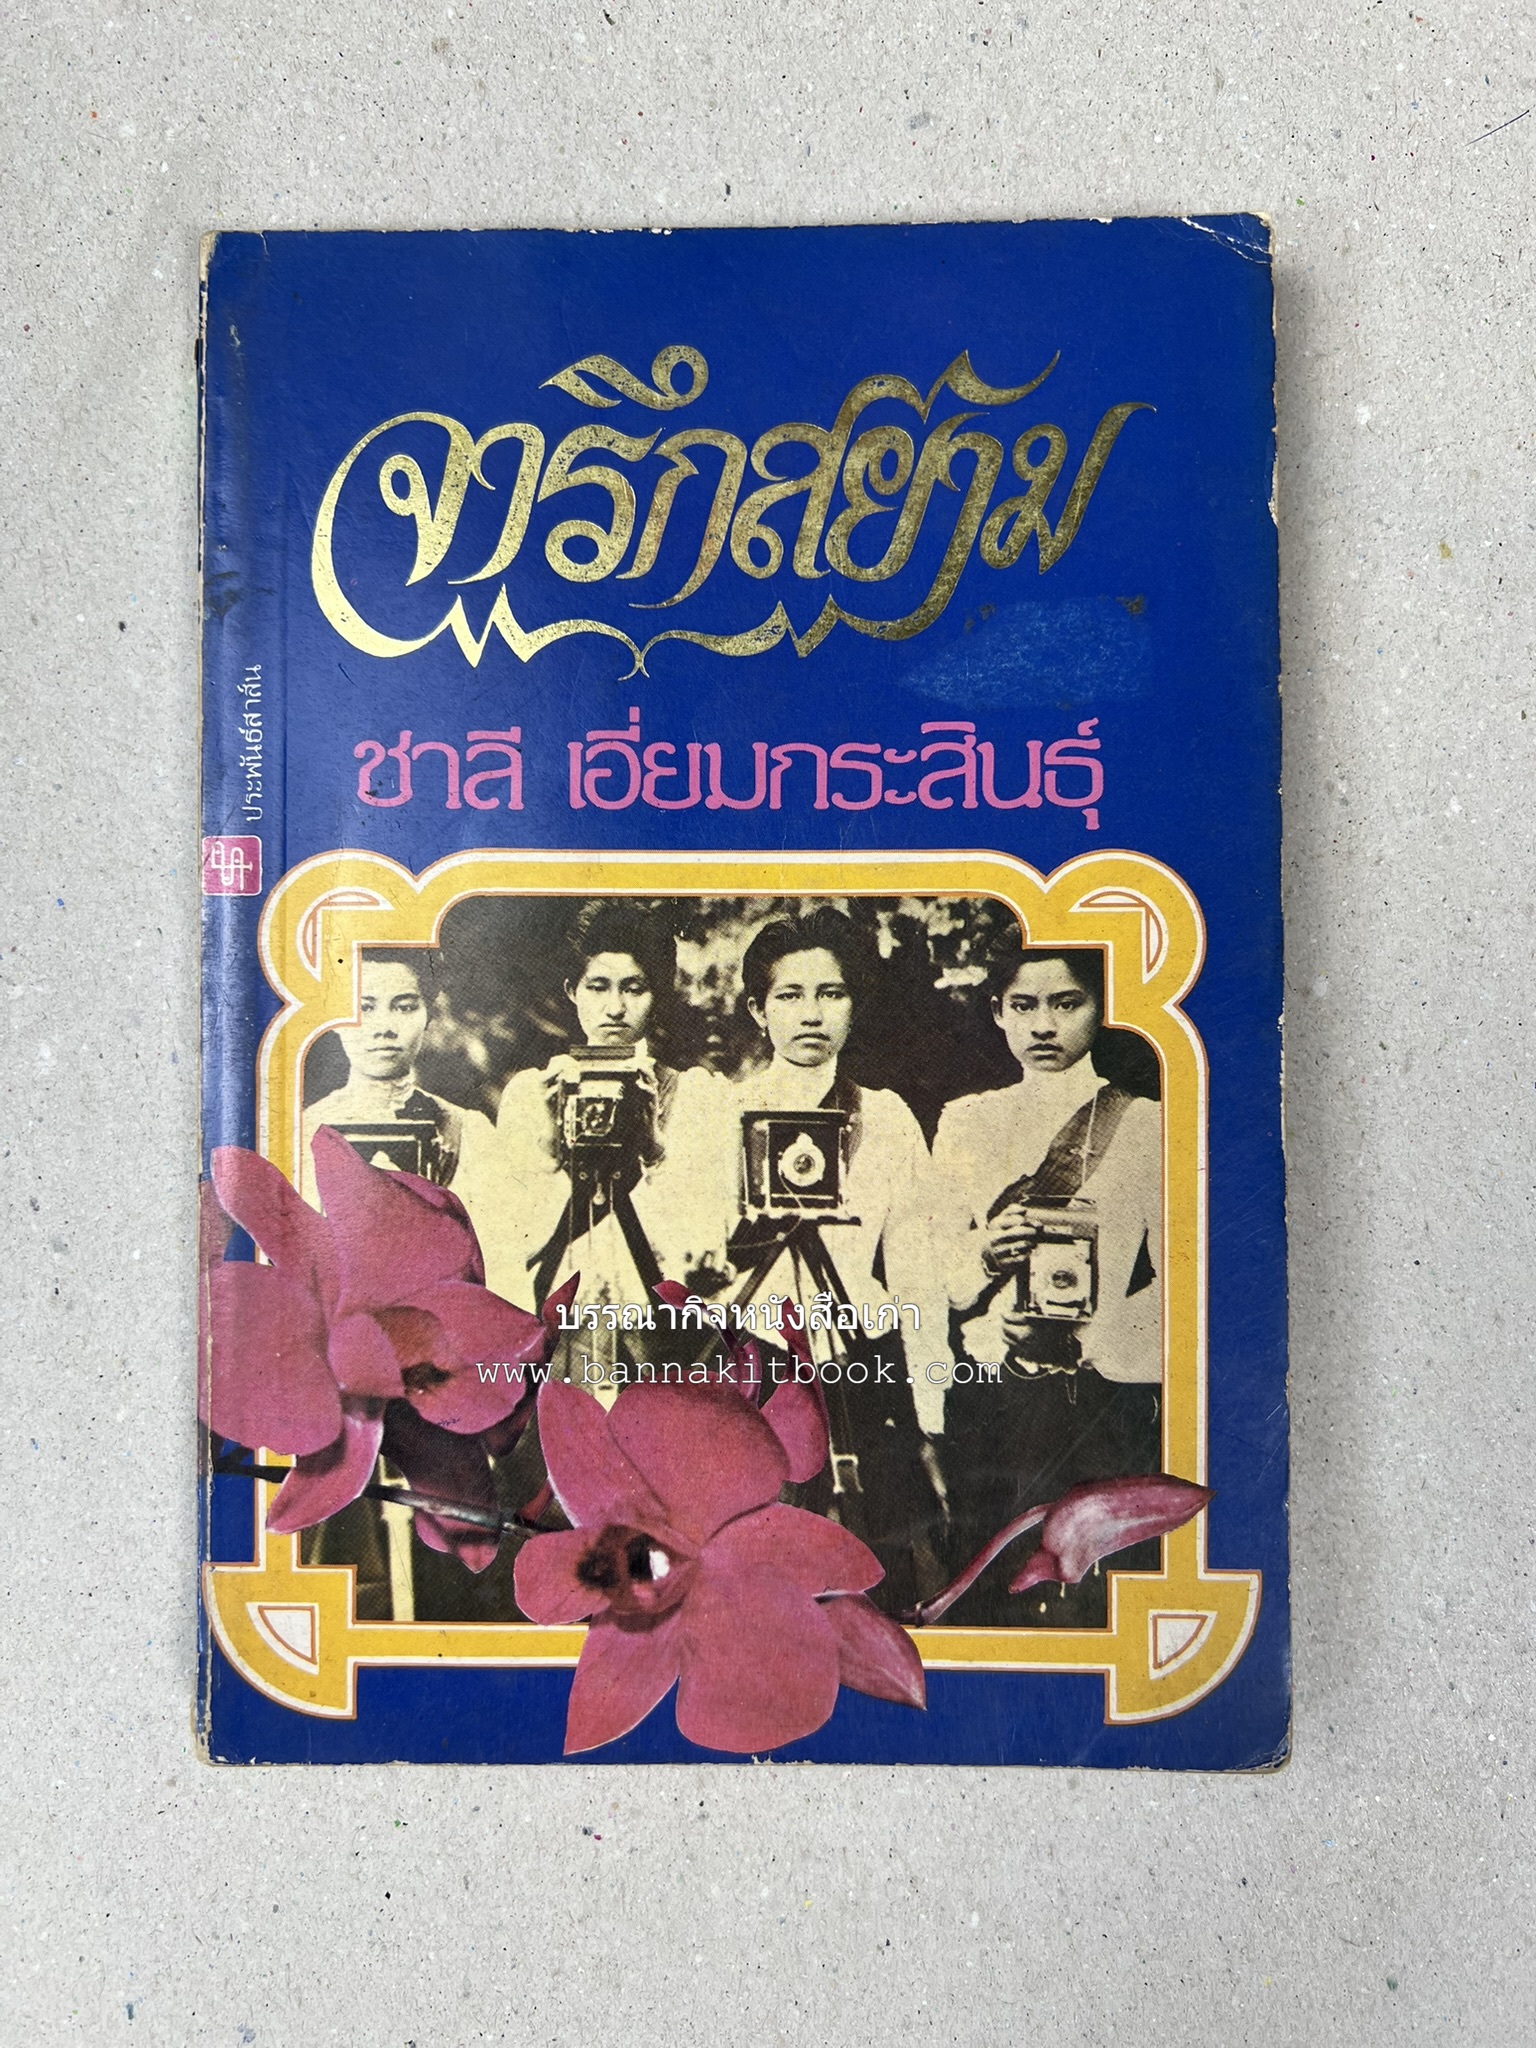 จารึกสยาม
ชาลี เอี่ยมกระสินธุ์
ประพันธ์สาส์น
บรรณากิจหนังสือเก่า
www.bannakitbook.com